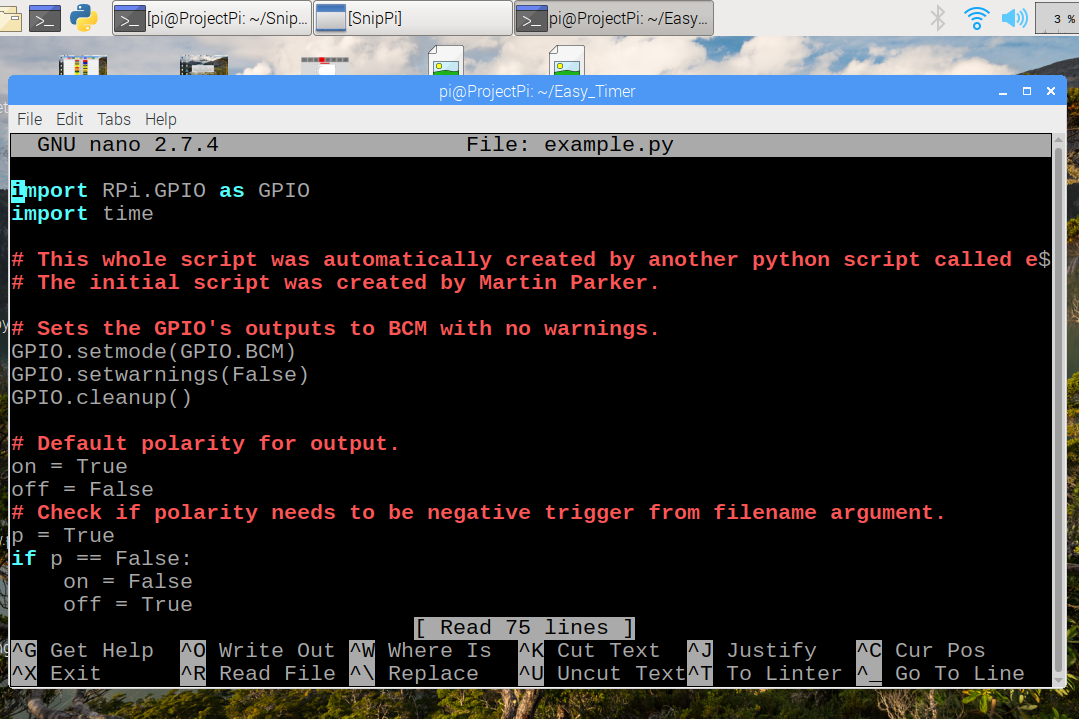 [pi@ProjectPi: ~/Snip...
[SnipPi]
pi@ProjectPi: ~/Easy...
3 %
pi@ProjectPi: ~/Easy_Timer
File Edit Tabs Help
GNU nano 2.7.4 File: example.py
import RPi.GPIO as GPIO
import time
# This whole script was automatically created by another python script called e$
# The initial script was created by Martin Parker.
# Sets the GPIO's outputs to BCM with no warnings.
GPIO.setmode(GPIO.BCM)
GPIO.setwarnings(False)
GPIO.cleanup()
# Default polarity for output.
on = True
off = False
# Check if polarity needs to be negative trigger from filename argument.
p = True
if p == False:
    on = False
    off = True
[ Read 75 lines ]
^G Get Help ^O Write Out ^W Where Is ^K Cut Text ^J Justify ^C Cur Pos
^X Exit ^R Read File ^\ Replace ^U Uncut Text ^T To Linter ^_ Go To Line